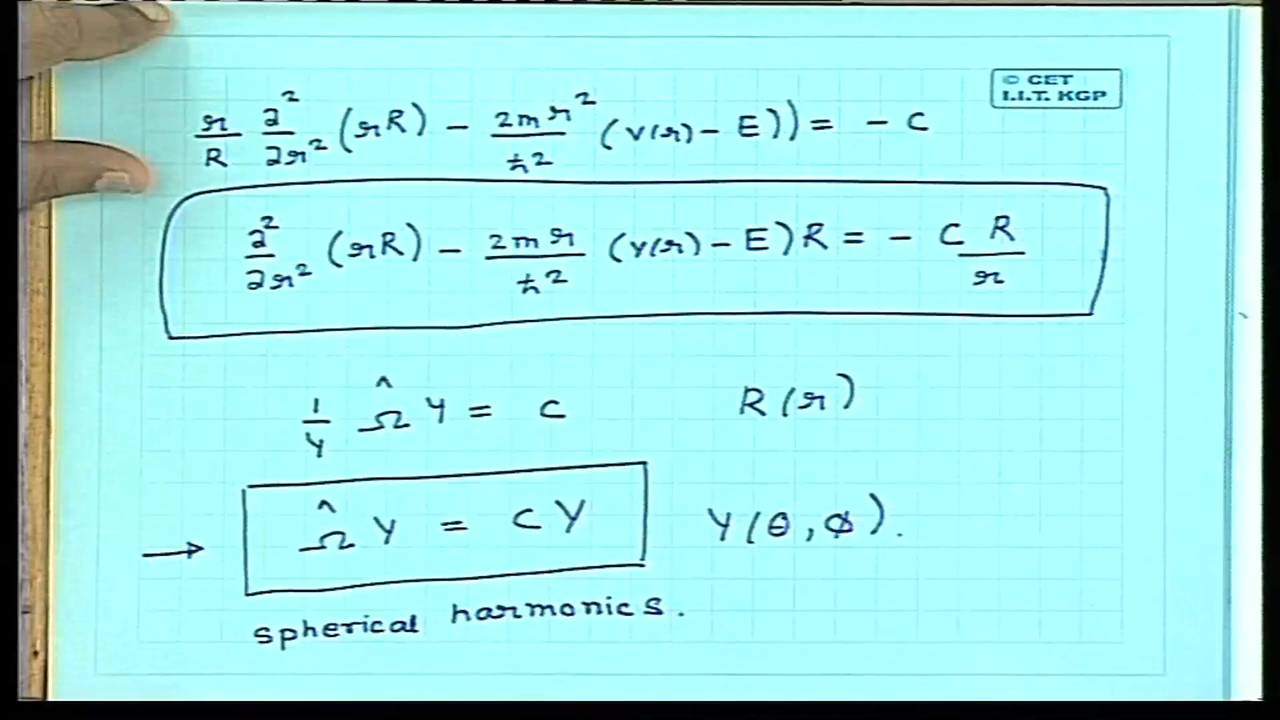 © CET
I.I.T. KGP
r/R ∂²/∂r² (rR) − 2mr²/ħ² (V(r) − E)) = − C
∂²/∂r² (rR) − 2mr/ħ² (V(r) − E) R = − C R/r
1/Y Ω̂ Y = C R(r)
→ Ω̂ Y = C Y Y(θ, φ).
spherical harmonics.